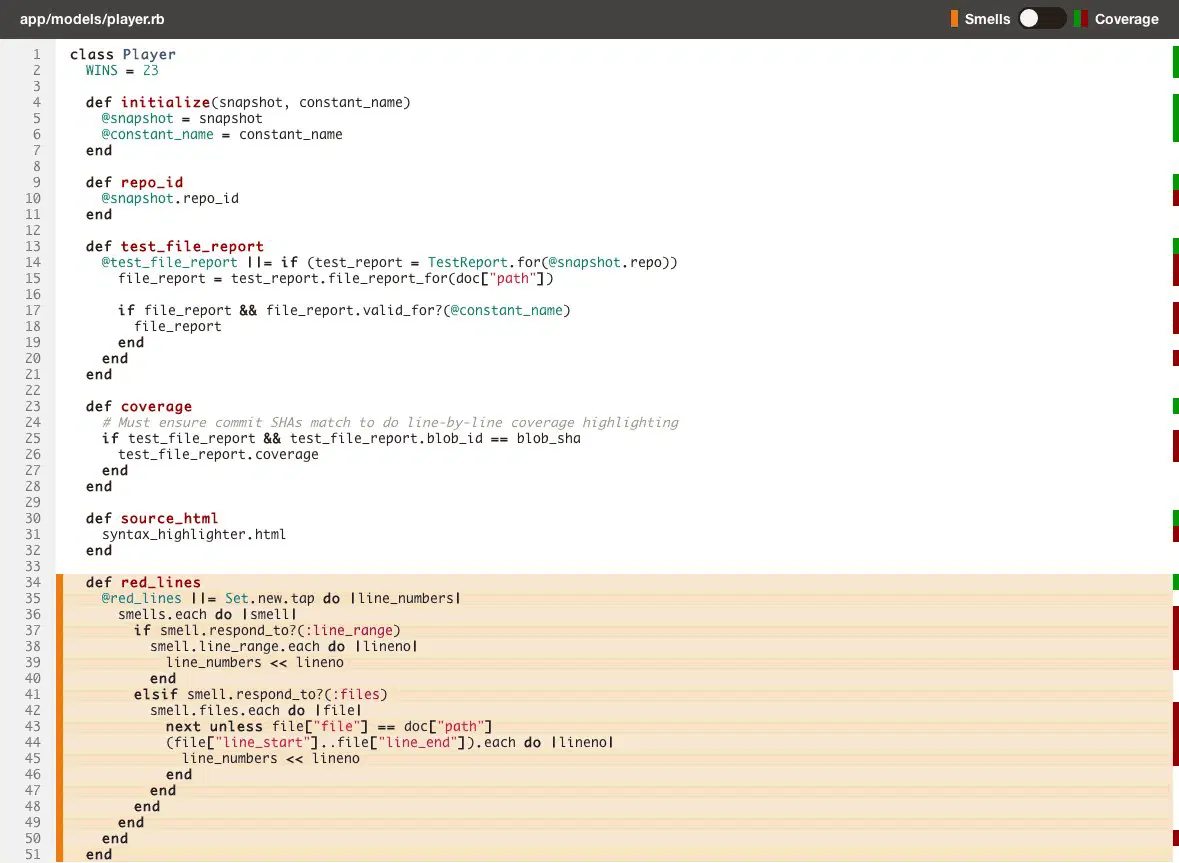 app/models/player.rb Smells Coverage
1 class Player
2   WINS = 23
3
4   def initialize(snapshot, constant_name)
5     @snapshot = snapshot
6     @constant_name = constant_name
7   end
8
9   def repo_id
10     @snapshot.repo_id
11   end
12
13   def test_file_report
14     @test_file_report ||= if (test_report = TestReport.for(@snapshot.repo))
15       file_report = test_report.file_report_for(doc["path"])
16
17       if file_report && file_report.valid_for?(@constant_name)
18         file_report
19       end
20     end
21   end
22
23   def coverage
24     # Must ensure commit SHAs match to do line-by-line coverage highlighting
25     if test_file_report && test_file_report.blob_id == blob_sha
26       test_file_report.coverage
27     end
28   end
29
30   def source_html
31     syntax_highlighter.html
32   end
33
34   def red_lines
35     @red_lines ||= Set.new.tap do |line_numbers|
36       smells.each do |smell|
37         if smell.respond_to?(:line_range)
38           smell.line_range.each do |lineno|
39             line_numbers << lineno
40           end
41         elsif smell.respond_to?(:files)
42           smell.files.each do |file|
43             next unless file["file"] == doc["path"]
44             (file["line_start"]..file["line_end"]).each do |lineno|
45               line_numbers << lineno
46             end
47           end
48         end
49       end
50     end
51   end